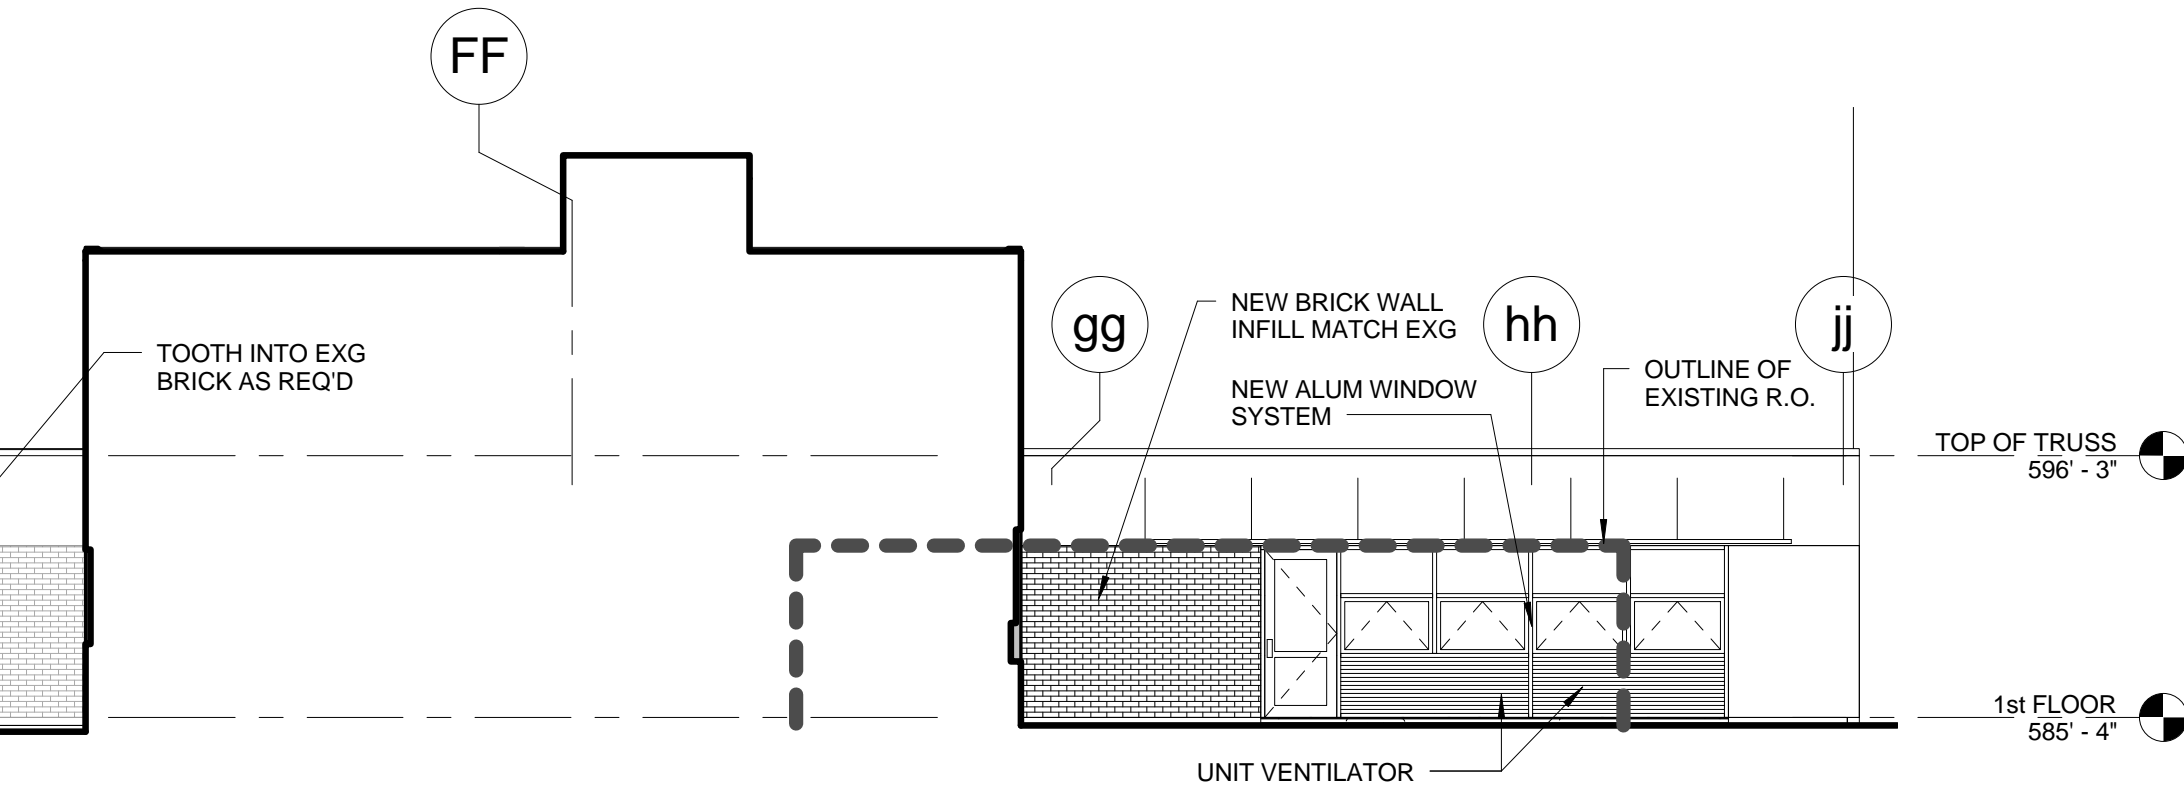 FF
TOOTH INTO EXG
BRICK AS REQ'D
gg
NEW BRICK WALL
INFILL MATCH EXG
NEW ALUM WINDOW
SYSTEM
hh
OUTLINE OF
EXISTING R.O.
jj
TOP OF TRUSS
596' - 3"
1st FLOOR
585' - 4"
UNIT VENTILATOR